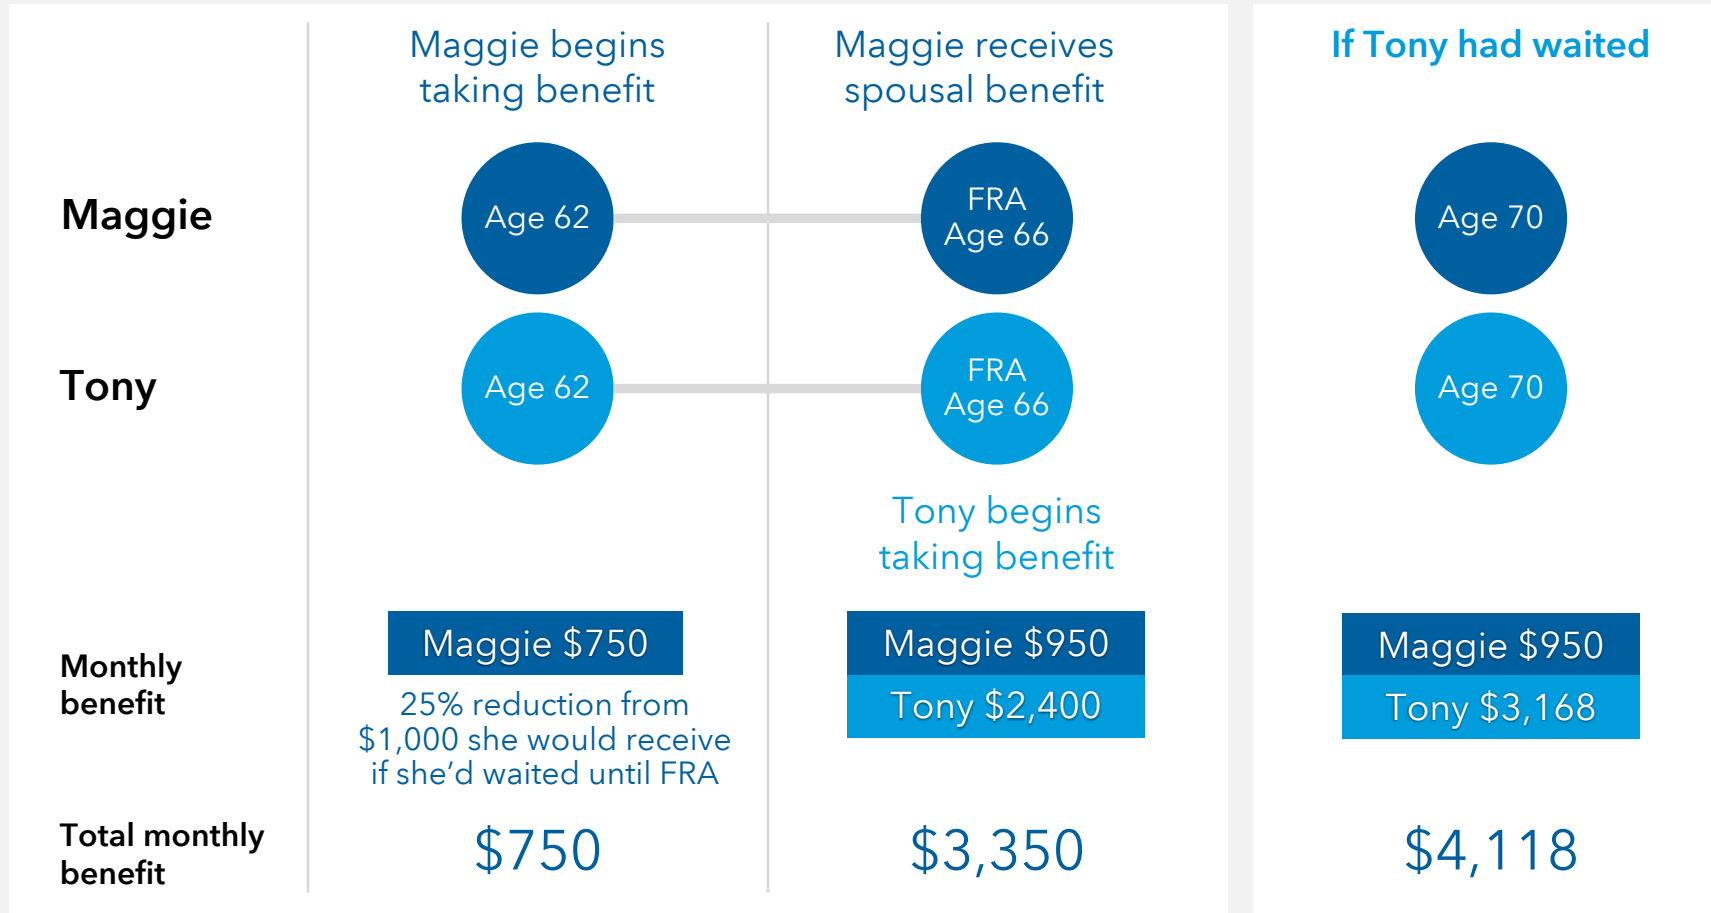 Maggie begins
taking benefit
Maggie receives
spousal benefit
If Tony had waited
Maggie
Age 62
FRA
Age 66
Age 70
Tony
Age 62
FRA
Age 66
Age 70
Tony begins
taking benefit
Monthly
benefit
Maggie $750
25% reduction from
$1,000 she would receive
if she’d waited until FRA
Maggie $950
Tony $2,400
Maggie $950
Tony $3,168
Total monthly
benefit
$750
$3,350
$4,118